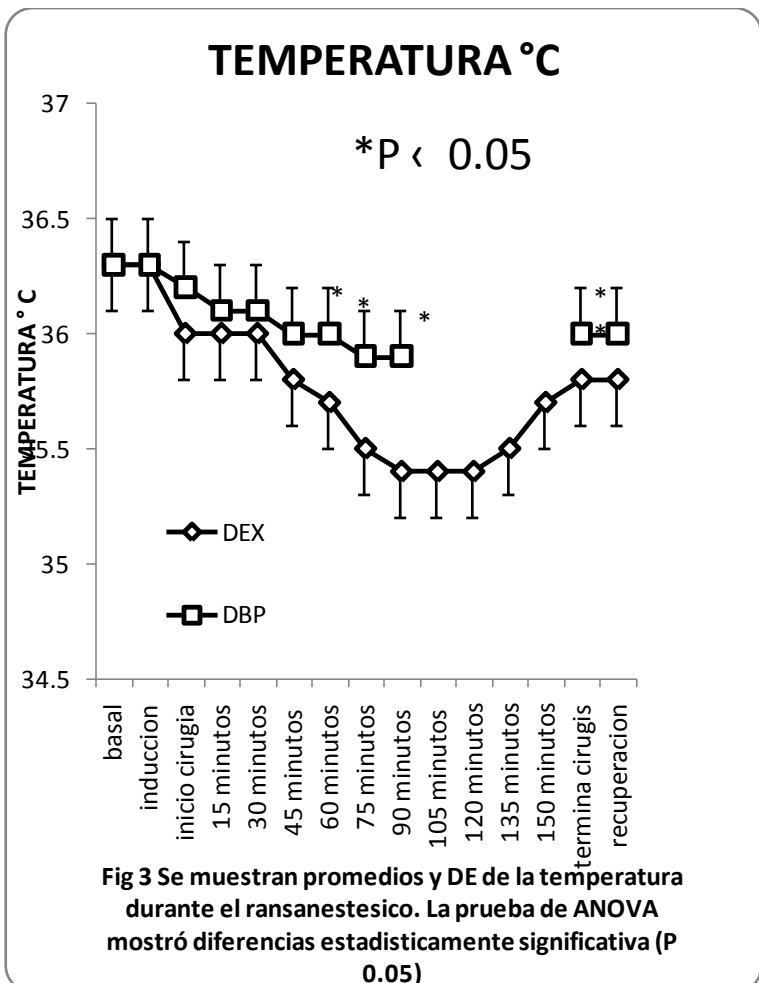 TEMPERATURA °C
*P ‹ 0.05
TEMPERATURA ° C
37
36.5
36
35.5
35
34.5
*
*
*
*
*
DEX
DBP
basal
induccion
inicio cirugia
15 minutos
30 minutos
45 minutos
60 minutos
75 minutos
90 minutos
105 minutos
120 minutos
135 minutos
150 minutos
termina cirugis
recuperacion
Fig 3 Se muestran promedios y DE de la temperatura
durante el ransanestesico. La prueba de ANOVA
mostró diferencias estadisticamente significativa (P
0.05)